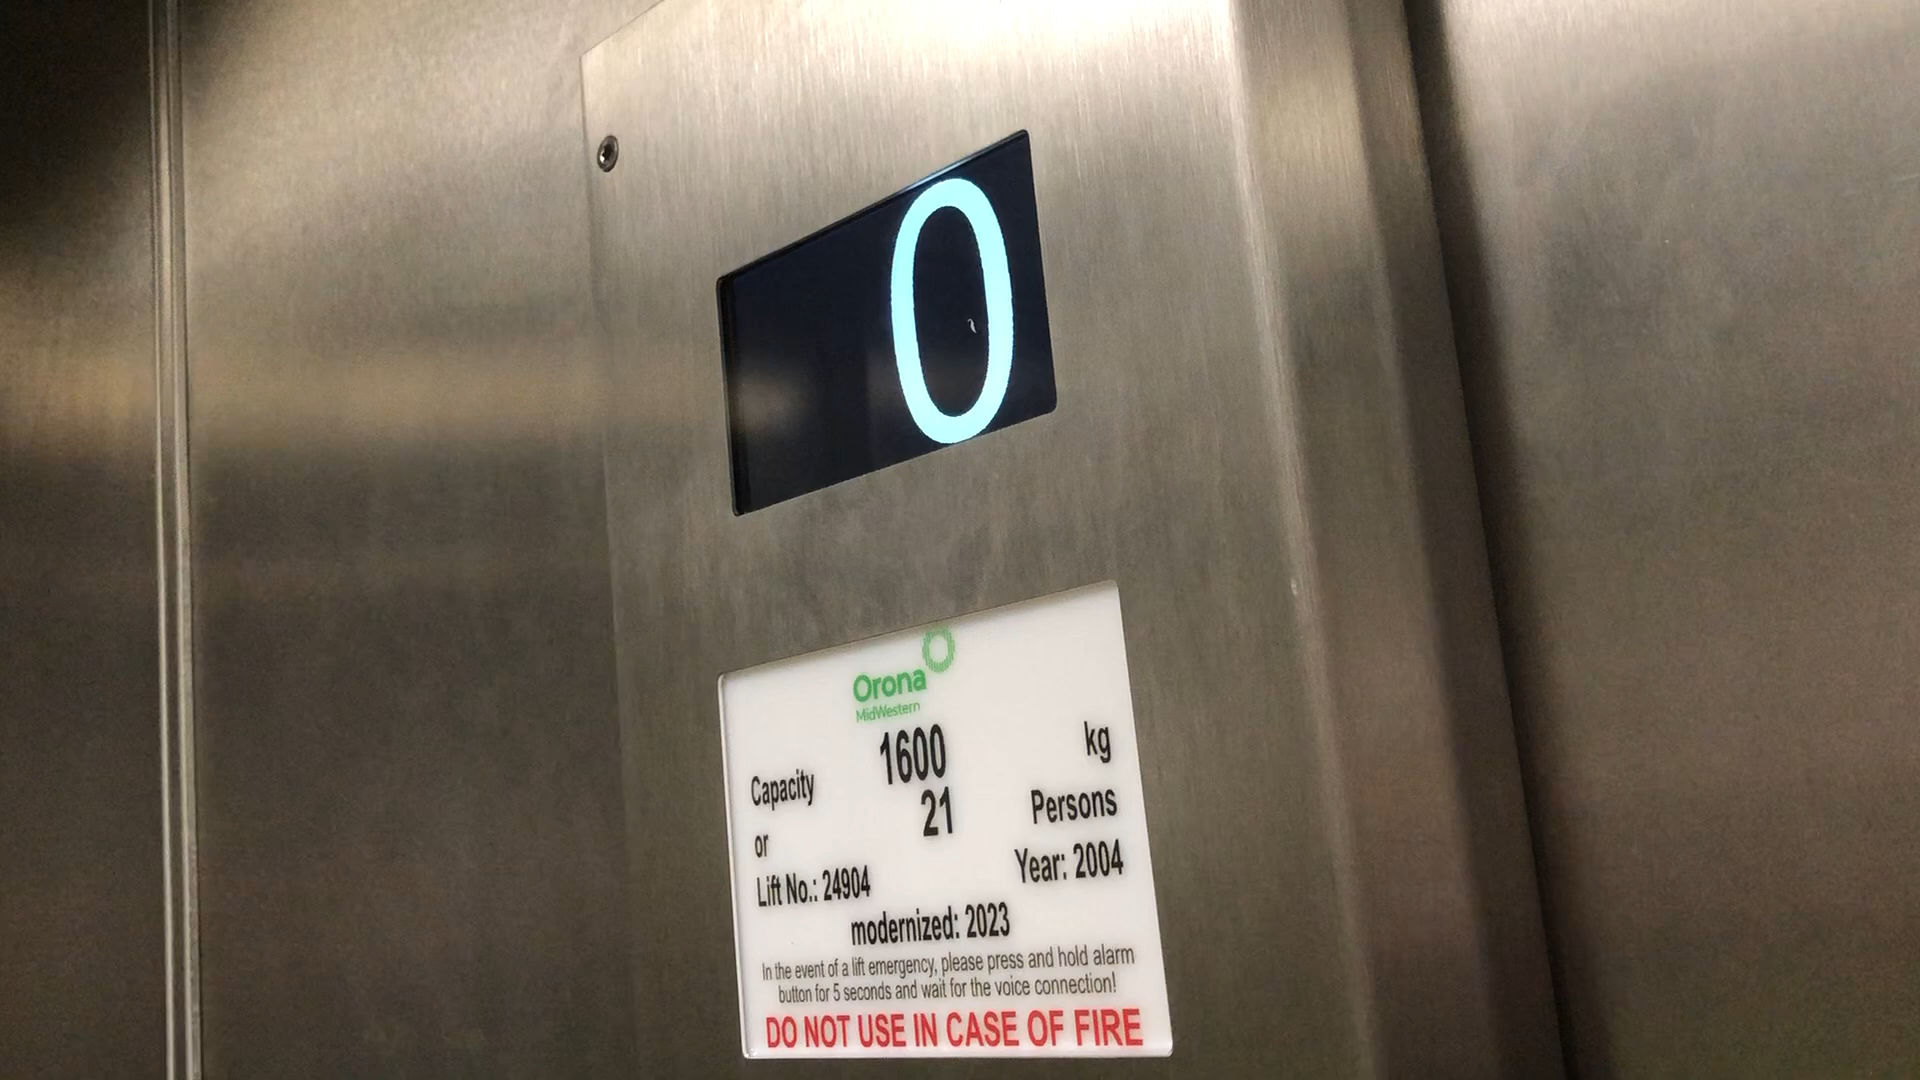 0
Orona
MidWestern
Capacity 1600 kg
or 21 Persons
Lift No.: 24904 Year: 2004
modernized: 2023
In the event of a lift emergency, please press and hold alarm
button for 5 seconds and wait for the voice connection!
DO NOT USE IN CASE OF FIRE